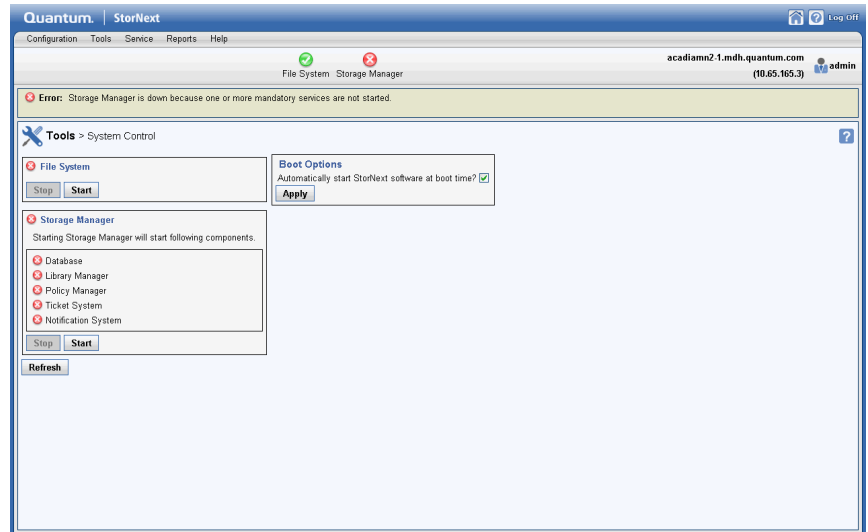 Quantum. StorNext
Log Off
Configuration Tools Service Reports Help
File System Storage Manager
acadiamn2-1.mdh.quantum.com
(10.65.165.3)
admin
Error: Storage Manager is down because one or more mandatory services are not started.
Tools > System Control
File System
Stop Start
Boot Options
Automatically start StorNext software at boot time?
Apply
Storage Manager
Starting Storage Manager will start following components.
Database
Library Manager
Policy Manager
Ticket System
Notification System
Stop Start
Refresh